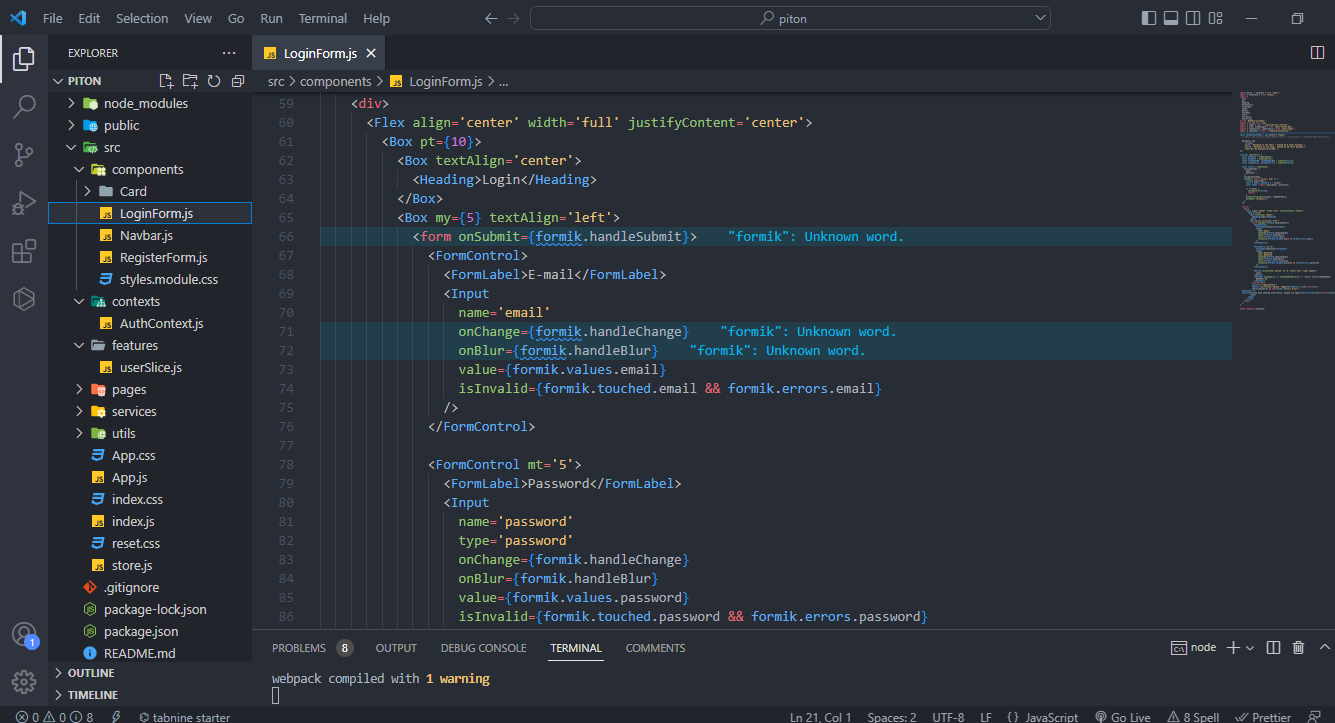 File Edit Selection View Go Run Terminal Help
piton
EXPLORER
PITON
node_modules
public
src
components
Card
LoginForm.js
Navbar.js
RegisterForm.js
styles.module.css
contexts
AuthContext.js
features
userSlice.js
pages
services
utils
App.css
App.js
index.css
index.js
reset.css
store.js
.gitignore
package-lock.json
package.json
README.md
OUTLINE
TIMELINE
1
LoginForm.js
src > components > LoginForm.js > ...
59 <div>
60 <Flex align='center' width='full' justifyContent='center'>
61 <Box pt={10}>
62 <Box textAlign='center'>
63 <Heading>Login</Heading>
64 </Box>
65 <Box my={5} textAlign='left'>
66 <form onSubmit={formik.handleSubmit}> "formik": Unknown word.
67 <FormControl>
68 <FormLabel>E-mail</FormLabel>
69 <Input
70 name='email'
71 onChange={formik.handleChange} "formik": Unknown word.
72 onBlur={formik.handleBlur} "formik": Unknown word.
73 value={formik.values.email}
74 isInvalid={formik.touched.email && formik.errors.email}
75 />
76 </FormControl>
77
78 <FormControl mt='5'>
79 <FormLabel>Password</FormLabel>
80 <Input
81 name='password'
82 type='password'
83 onChange={formik.handleChange}
84 onBlur={formik.handleBlur}
85 value={formik.values.password}
86 isInvalid={formik.touched.password && formik.errors.password}
PROBLEMS 8 OUTPUT DEBUG CONSOLE TERMINAL COMMENTS
node
webpack compiled with 1 warning
0 0 8 tabnine starter
Ln 21, Col 1 Spaces: 2 UTF-8 LF {} JavaScript Go Live 8 Spell Prettier